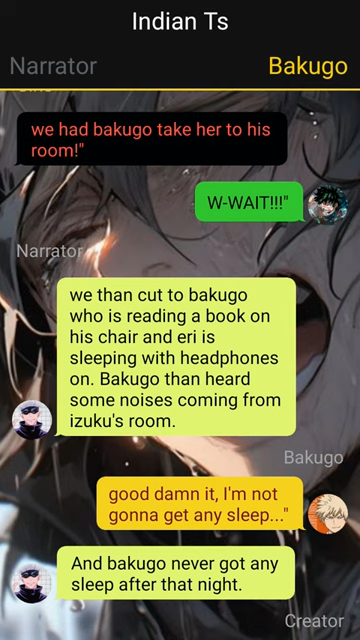 Indian Ts
Narrator
Bakugo
we had bakugo take her to his
room!"
W-WAIT!!!"
Narrator
we than cut to bakugo
who is reading a book on
his chair and eri is
sleeping with headphones
on. Bakugo than heard
some noises coming from
izuku's room.
Bakugo
good damn it, I'm not
gonna get any sleep..."
And bakugo never got any
sleep after that night.
Creator